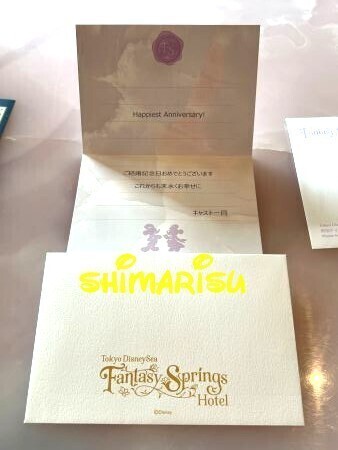 Happiest Anniversary!
ご結婚記念日おめでとうございます
これからも末永くお幸せに
キャスト一同
SHIMARISU
Tokyo DisneySea
Fantasy Springs
Hotel
©Disney
Fantasy